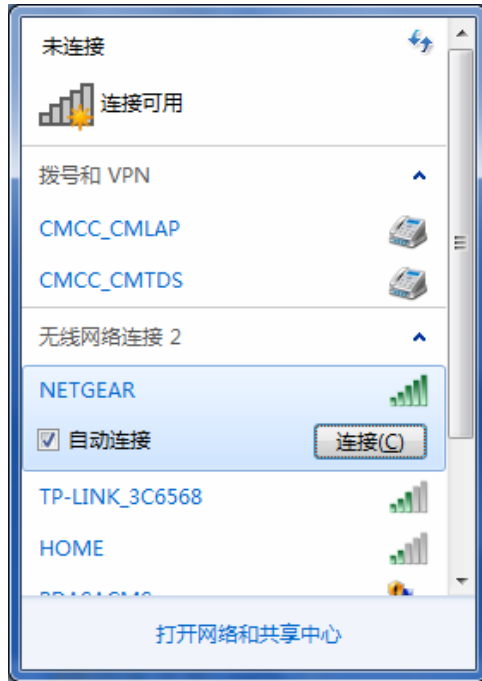 未连接
连接可用
拨号和 VPN
CMCC_CMLAP
CMCC_CMTDS
无线网络连接 2
NETGEAR
自动连接
连接(C)
TP-LINK_3C6568
HOME
打开网络和共享中心